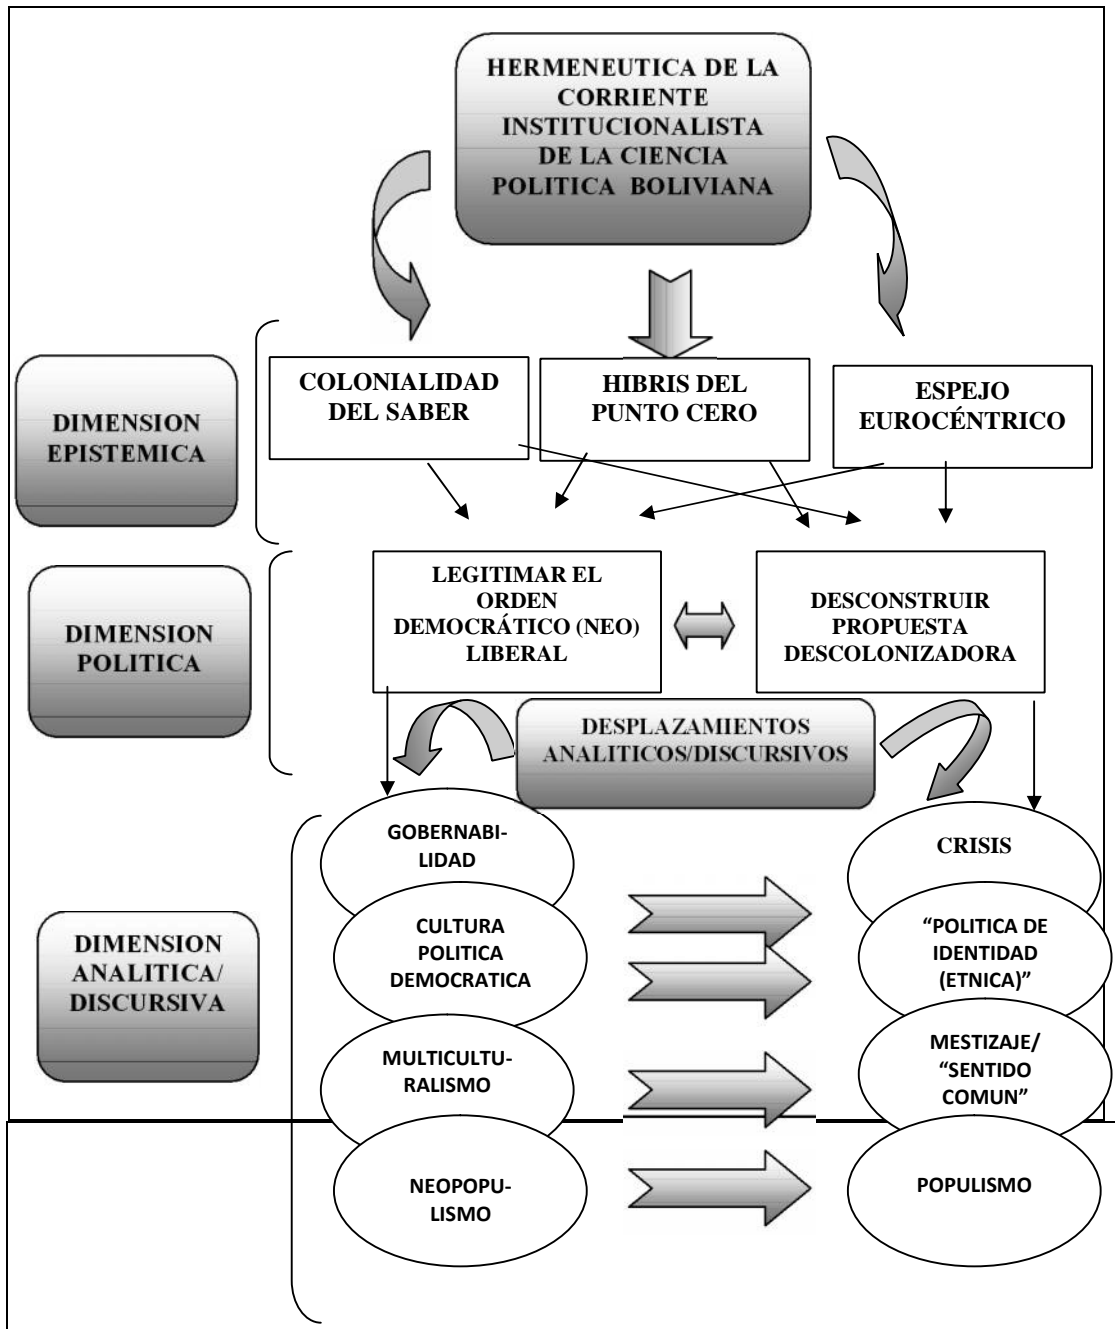 HERMENEUTICA DE LA
CORRIENTE
INSTITUCIONALISTA
DE LA CIENCIA
POLITICA BOLIVIANA
DIMENSION
EPISTEMICA
COLONIALIDAD
DEL SABER
HIBRIS DEL
PUNTO CERO
ESPEJO
EUROCÉNTRICO
DIMENSION
POLITICA
LEGITIMAR EL
ORDEN
DEMOCRÁTICO (NEO)
LIBERAL
DESCONSTRUIR
PROPUESTA
DESCOLONIZADORA
DESPLAZAMIENTOS
ANALITICOS/DISCURSIVOS
DIMENSION
ANALITICA/
DISCURSIVA
GOBERNABI-
LIDAD
CRISIS
CULTURA
POLITICA
DEMOCRATICA
“POLITICA DE
IDENTIDAD
(ETNICA)”
MULTICULTU-
RALISMO
MESTIZAJE/
“SENTIDO
COMUN”
NEOPOPU-
LISMO
POPULISMO